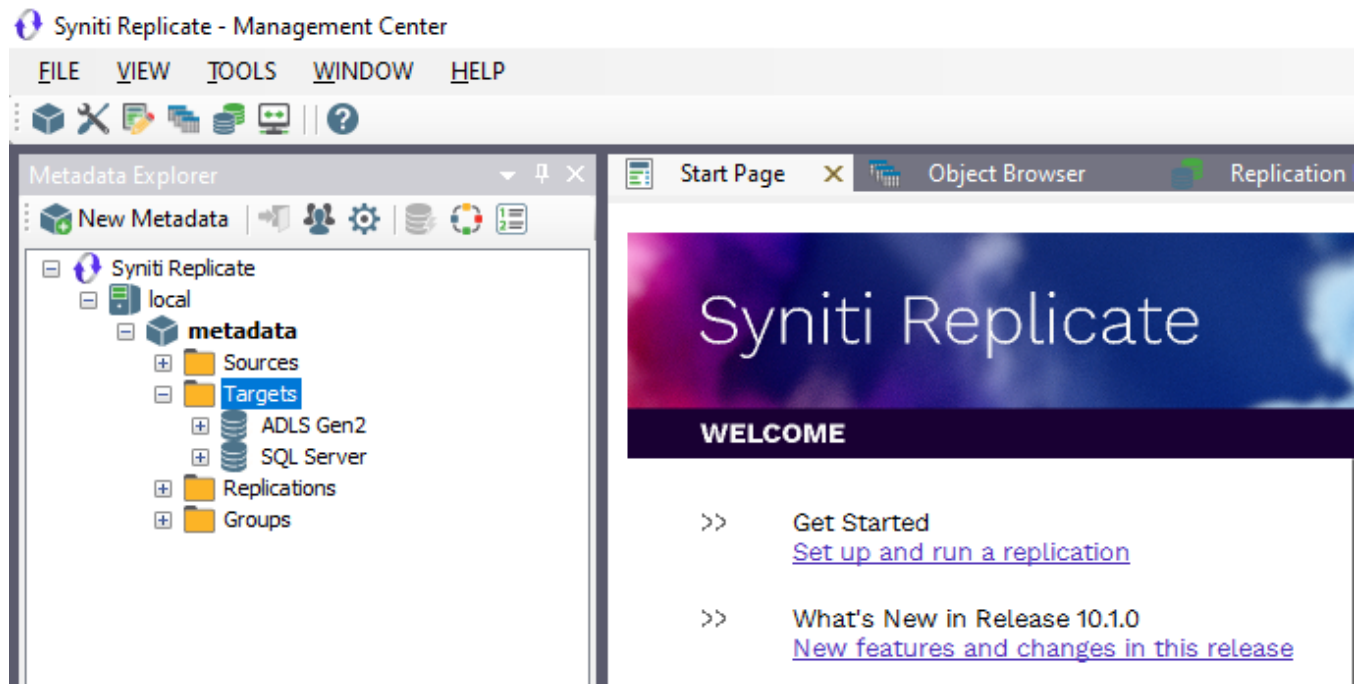 Syniti Replicate - Management Center
FILE VIEW TOOLS WINDOW HELP
Metadata Explorer
New Metadata
Syniti Replicate
local
metadata
Sources
Targets
ADLS Gen2
SQL Server
Replications
Groups
Start Page Object Browser Replication
Syniti Replicate
WELCOME
>> Get Started
Set up and run a replication
>> What's New in Release 10.1.0
New features and changes in this release